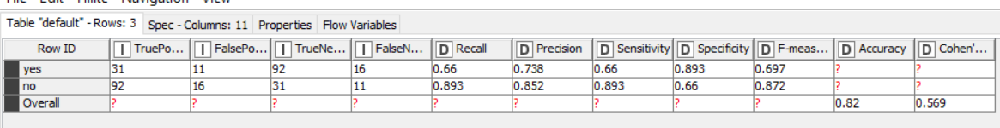 File Edit Hilite Navigation View
Table "default" - Rows: 3 Spec - Columns: 11 Properties Flow Variables
Row ID I TruePo... I FalsePo... I TrueNe... I FalseN... D Recall D Precision D Sensitivity D Specificity D F-meas... D Accuracy D Cohen'...
yes 31 11 92 16 0.66 0.738 0.66 0.893 0.697 ? ?
no 92 16 31 11 0.893 0.852 0.893 0.66 0.872 ? ?
Overall ? ? ? ? ? ? ? ? ? 0.82 0.569